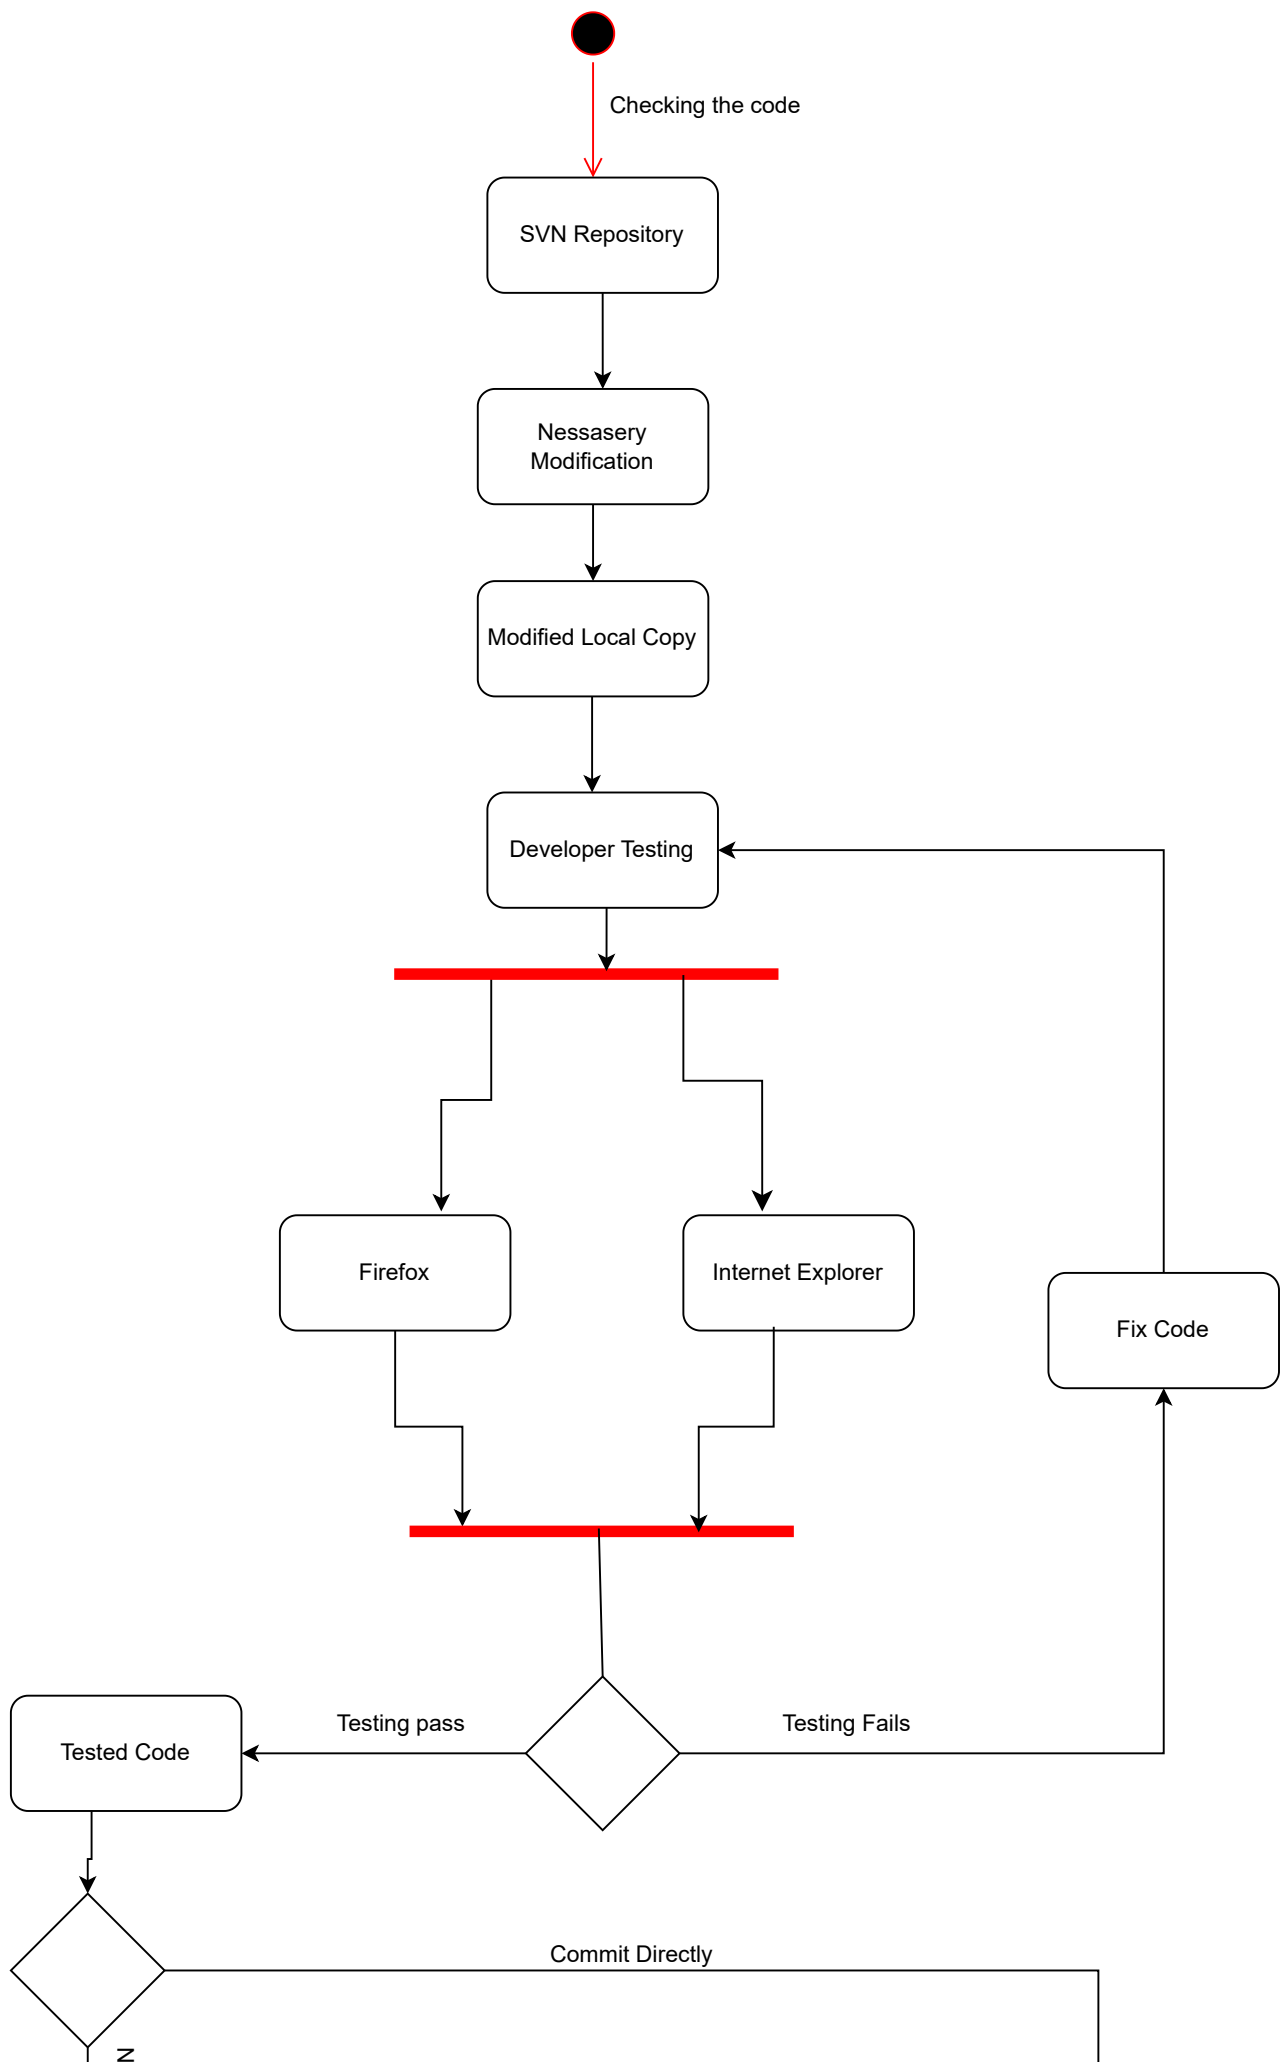 Checking the code
SVN Repository
Nessasery
Modification
Modified Local Copy
Developer Testing
Firefox
Internet Explorer
Fix Code
Testing pass
Testing Fails
Tested Code
Commit Directly
N